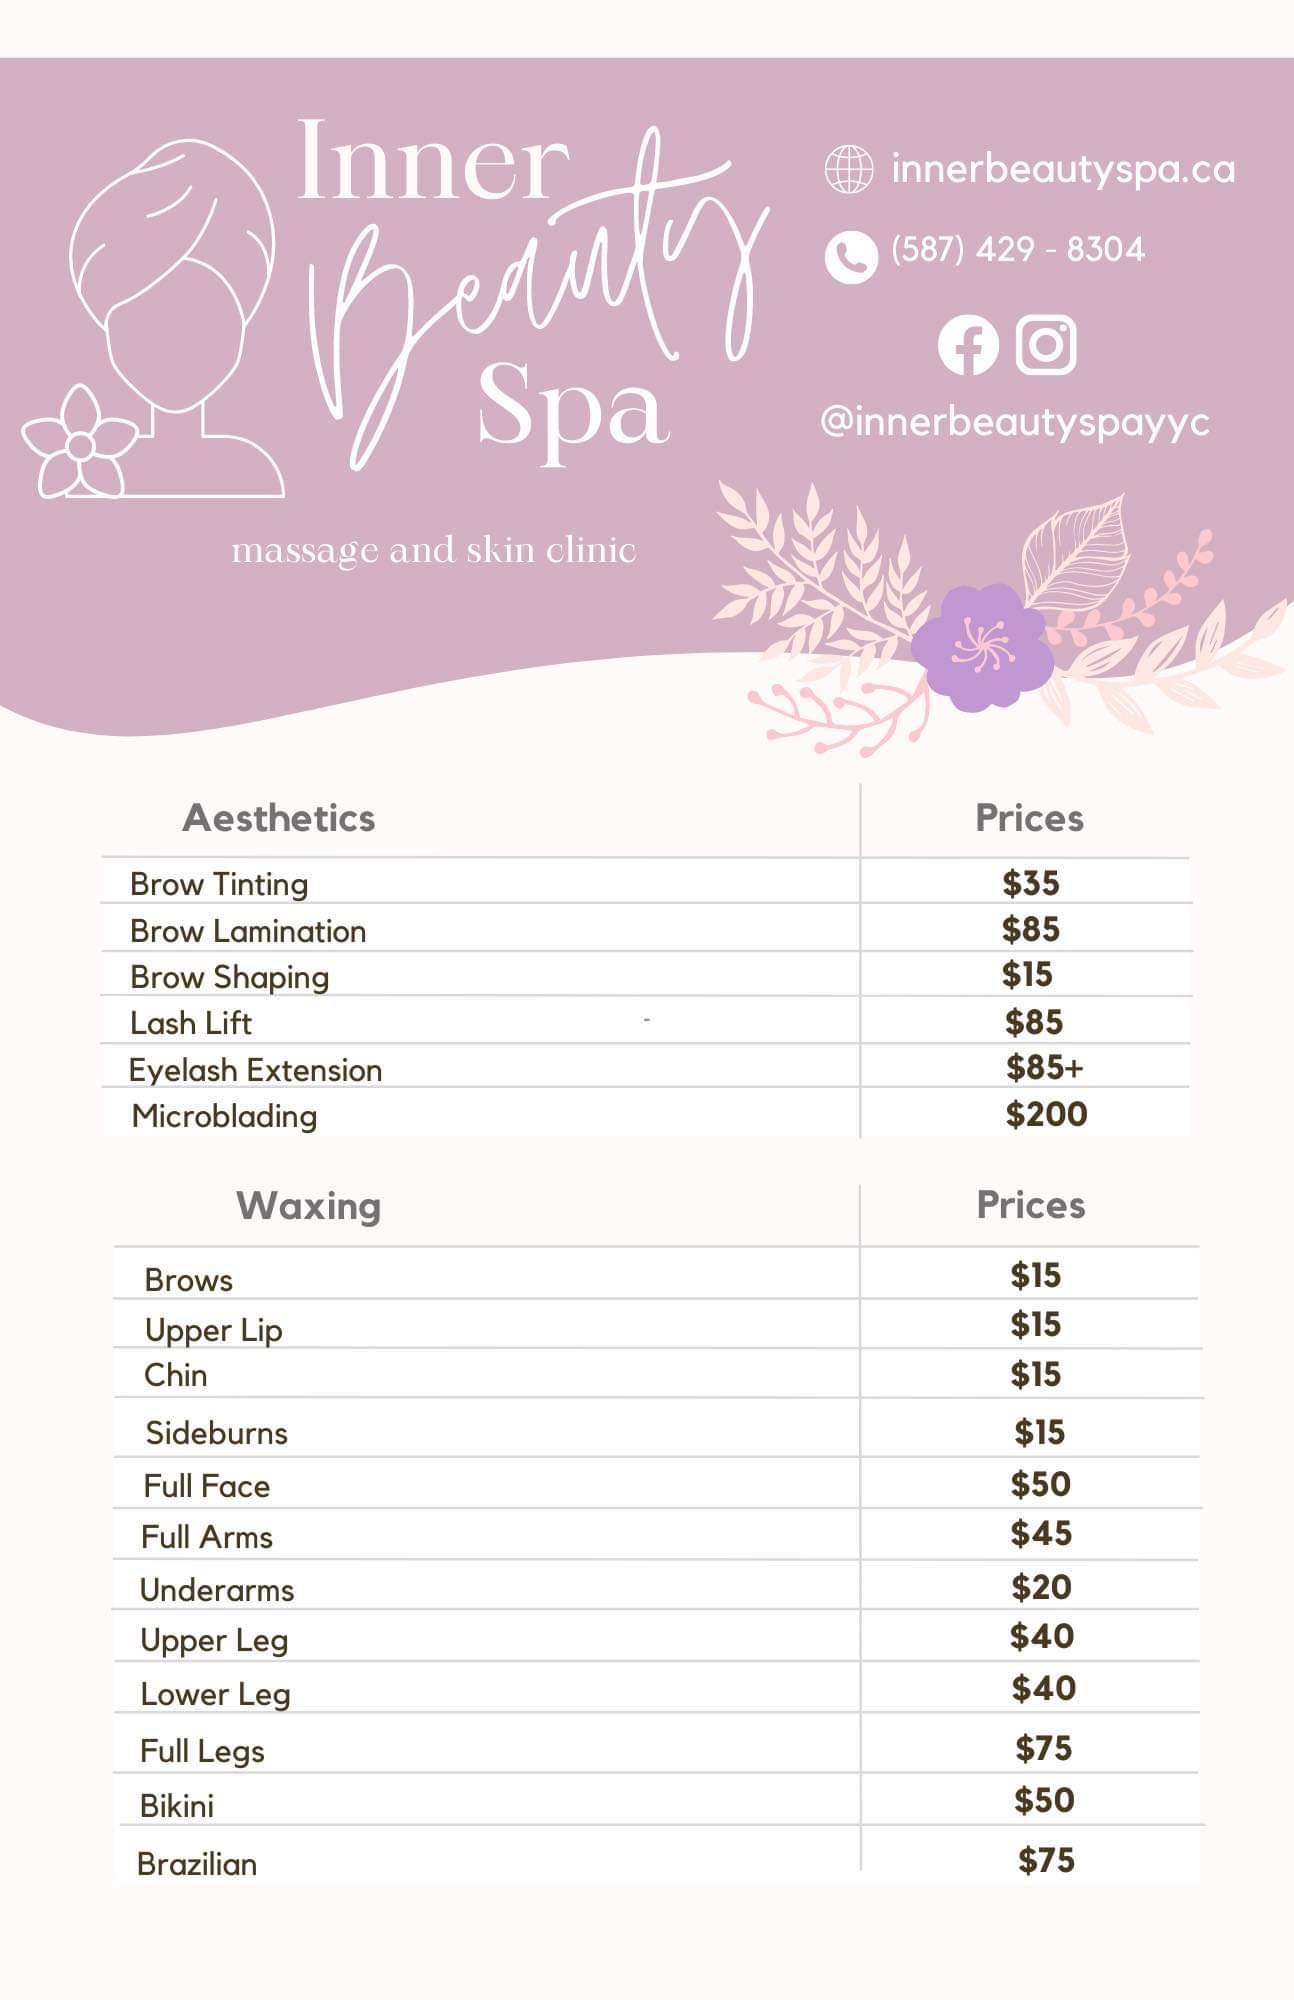 Inner
Beauty
Spa
massage and skin clinic
innerbeautyspa.ca
(587) 429 - 8304
@innerbeautyspayyc
Aesthetics Prices
Brow Tinting $35
Brow Lamination $85
Brow Shaping $15
Lash Lift - $85
Eyelash Extension $85+
Microblading $200
Waxing Prices
Brows $15
Upper Lip $15
Chin $15
Sideburns $15
Full Face $50
Full Arms $45
Underarms $20
Upper Leg $40
Lower Leg $40
Full Legs $75
Bikini $50
Brazilian $75